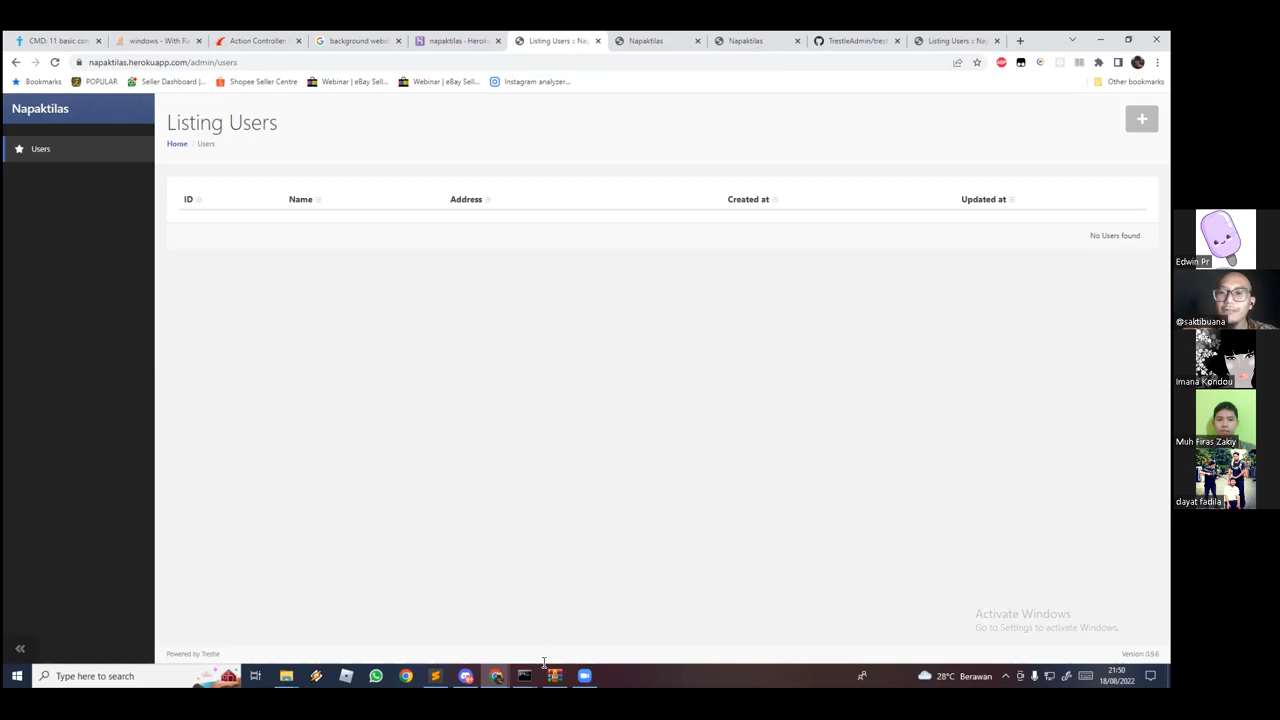 CMD: 11 basic con
windows - With Ra
Action Controller
background websi
napaktilas - Heroku
Listing Users :: Na
Napaktilas
Napaktilas
TrestleAdmin/trest
Listing Users :: Na
napaktilas.herokuapp.com/admin/users
Bookmarks
POPULAR
Seller Dashboard |...
Shopee Seller Centre
Webinar | eBay Sell...
Webinar | eBay Sell...
Instagram analyzer...
Other bookmarks
Napaktilas
Users
Listing Users
Home / Users
+
ID Name Address Created at Updated at
No Users found
Edwin Pr
@saktibuana
Imana Kondou
Muh Firas Zakiy
dayat fadila
Activate Windows
Go to Settings to activate Windows.
Powered by Trestle
Version: 0.9.6
Type here to search
28°C Berawan
21:50
18/08/2022